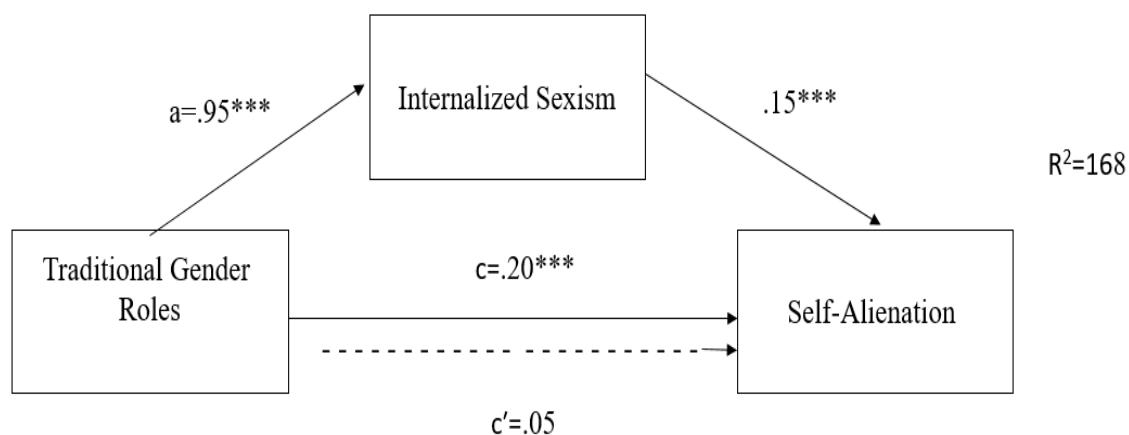 Internalized Sexism
a=.95***
.15***
R²=168
Traditional Gender
Roles
c=.20***
Self-Alienation
c′=.05